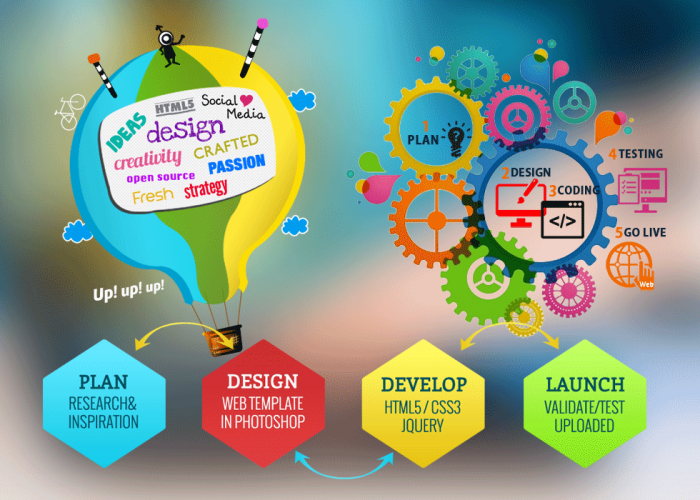 IDEAS
HTML5
Social
Media
design
creativity
CRAFTED
open source
PASSION
Fresh
strategy
Up! up! up!
1
PLAN
2
DESIGN
3
CODING
</>
4
TESTING
5
GO LIVE
Web
PLAN
RESEARCH&
INSPIRATION
DESIGN
WEB TEMPLATE
IN PHOTOSHOP
DEVELOP
HTML5 / CSS3
JQUERY
LAUNCH
VALIDATE/TEST
UPLOADED